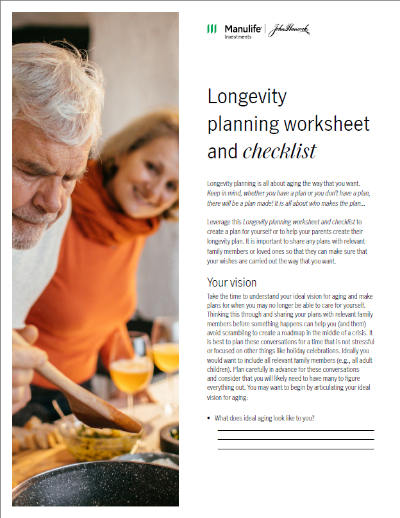 Manulife
Investments
John Hancock
Longevity
planning worksheet
and checklist
Longevity planning is all about aging the way that you want.
Keep in mind, whether you have a plan or you don't have a plan,
there will be a plan made! It is all about who makes the plan...
Leverage this Longevity planning worksheet and checklist to
create a plan for yourself or to help your parents create their
longevity plan. It is important to share any plans with relevant
family members or loved ones so that they can make sure that
your wishes are carried out the way that you want.
Your vision
Take the time to understand your ideal vision for aging and make
plans for when you may no longer be able to care for yourself.
Thinking this through and sharing your plans with relevant family
members before something happens can help you (and them)
avoid scrambling to create a roadmap in the middle of a crisis. It
is best to plan these conversations for a time that is not stressful
or focused on other things like holiday celebrations. Ideally you
would want to include all relevant family members (e.g., all adult
children). Plan carefully in advance for these conversations
and consider that you will likely need to have many to figure
everything out. You may want to begin by articulating your ideal
vision for aging:
• What does ideal aging look like to you?